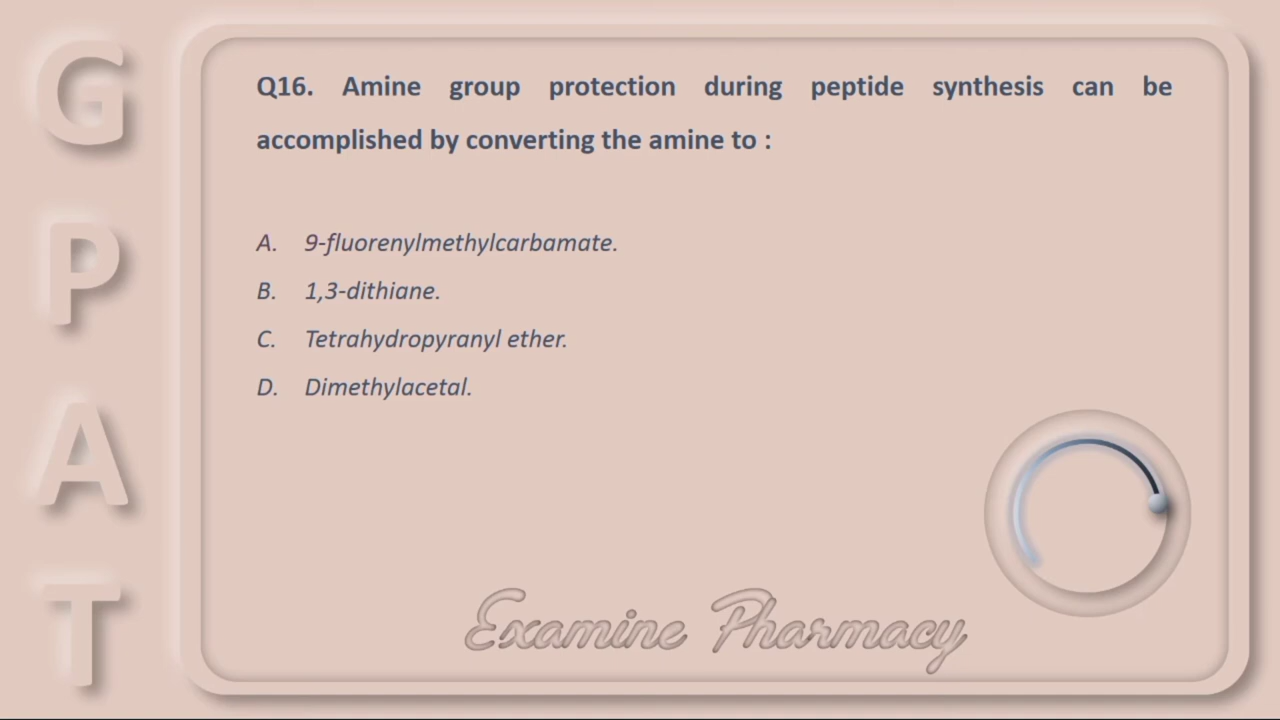 G
P
A
T
Q16. Amine group protection during peptide synthesis can be
accomplished by converting the amine to :
A. 9-fluorenylmethylcarbamate.
B. 1,3-dithiane.
C. Tetrahydropyranyl ether.
D. Dimethylacetal.
Examine Pharmacy